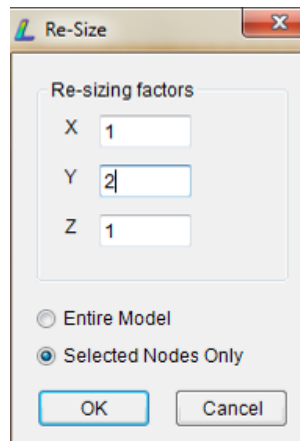 Re-Size
Re-sizing factors
X 1
Y 2
Z 1
Entire Model
Selected Nodes Only
OK Cancel